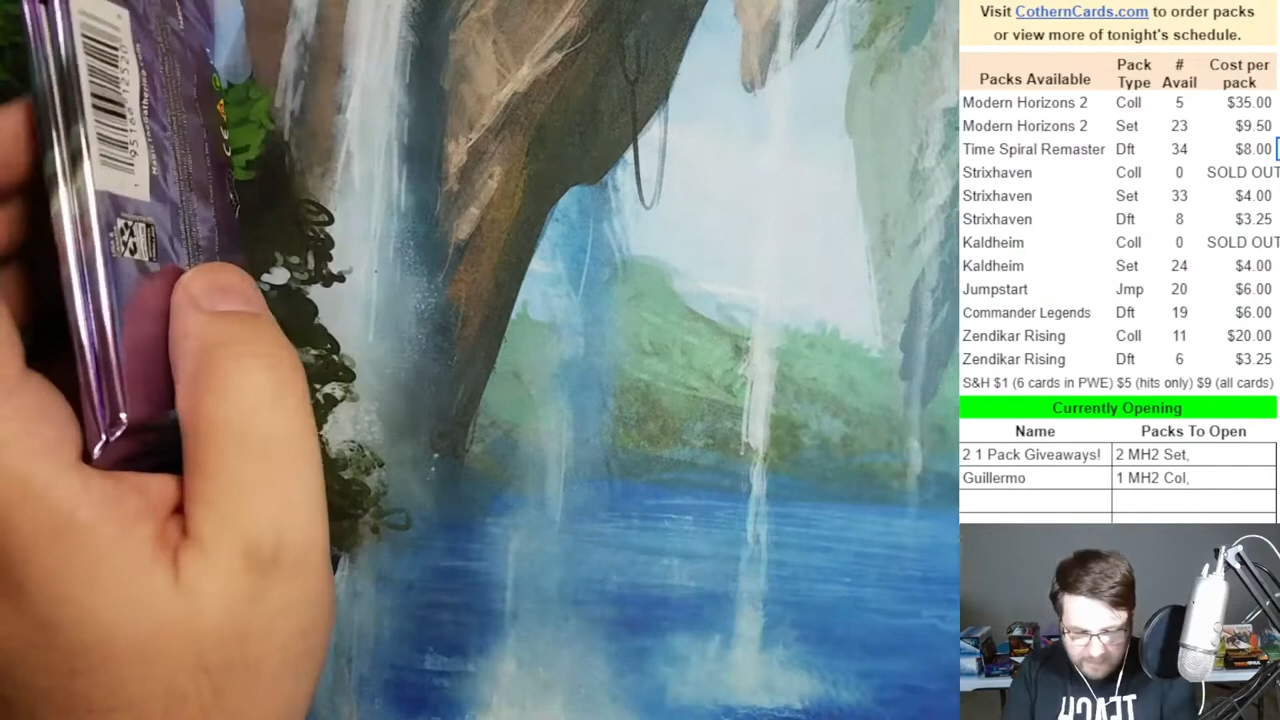 Visit CothernCards.com to order packs
or view more of tonight's schedule.
Packs Available Pack Type # Avail Cost per pack
Modern Horizons 2 Coll 5 $35.00
Modern Horizons 2 Set 23 $9.50
Time Spiral Remaster Dft 34 $8.00
Strixhaven Coll 0 SOLD OUT
Strixhaven Set 33 $4.00
Strixhaven Dft 8 $3.25
Kaldheim Coll 0 SOLD OUT
Kaldheim Set 24 $4.00
Jumpstart Jmp 20 $6.00
Commander Legends Dft 19 $6.00
Zendikar Rising Coll 11 $20.00
Zendikar Rising Dft 6 $3.25
S&H $1 (6 cards in PWE) $5 (hits only) $9 (all cards)
Currently Opening
Name Packs To Open
2 1 Pack Giveaways! 2 MH2 Set,
Guillermo 1 MH2 Col,